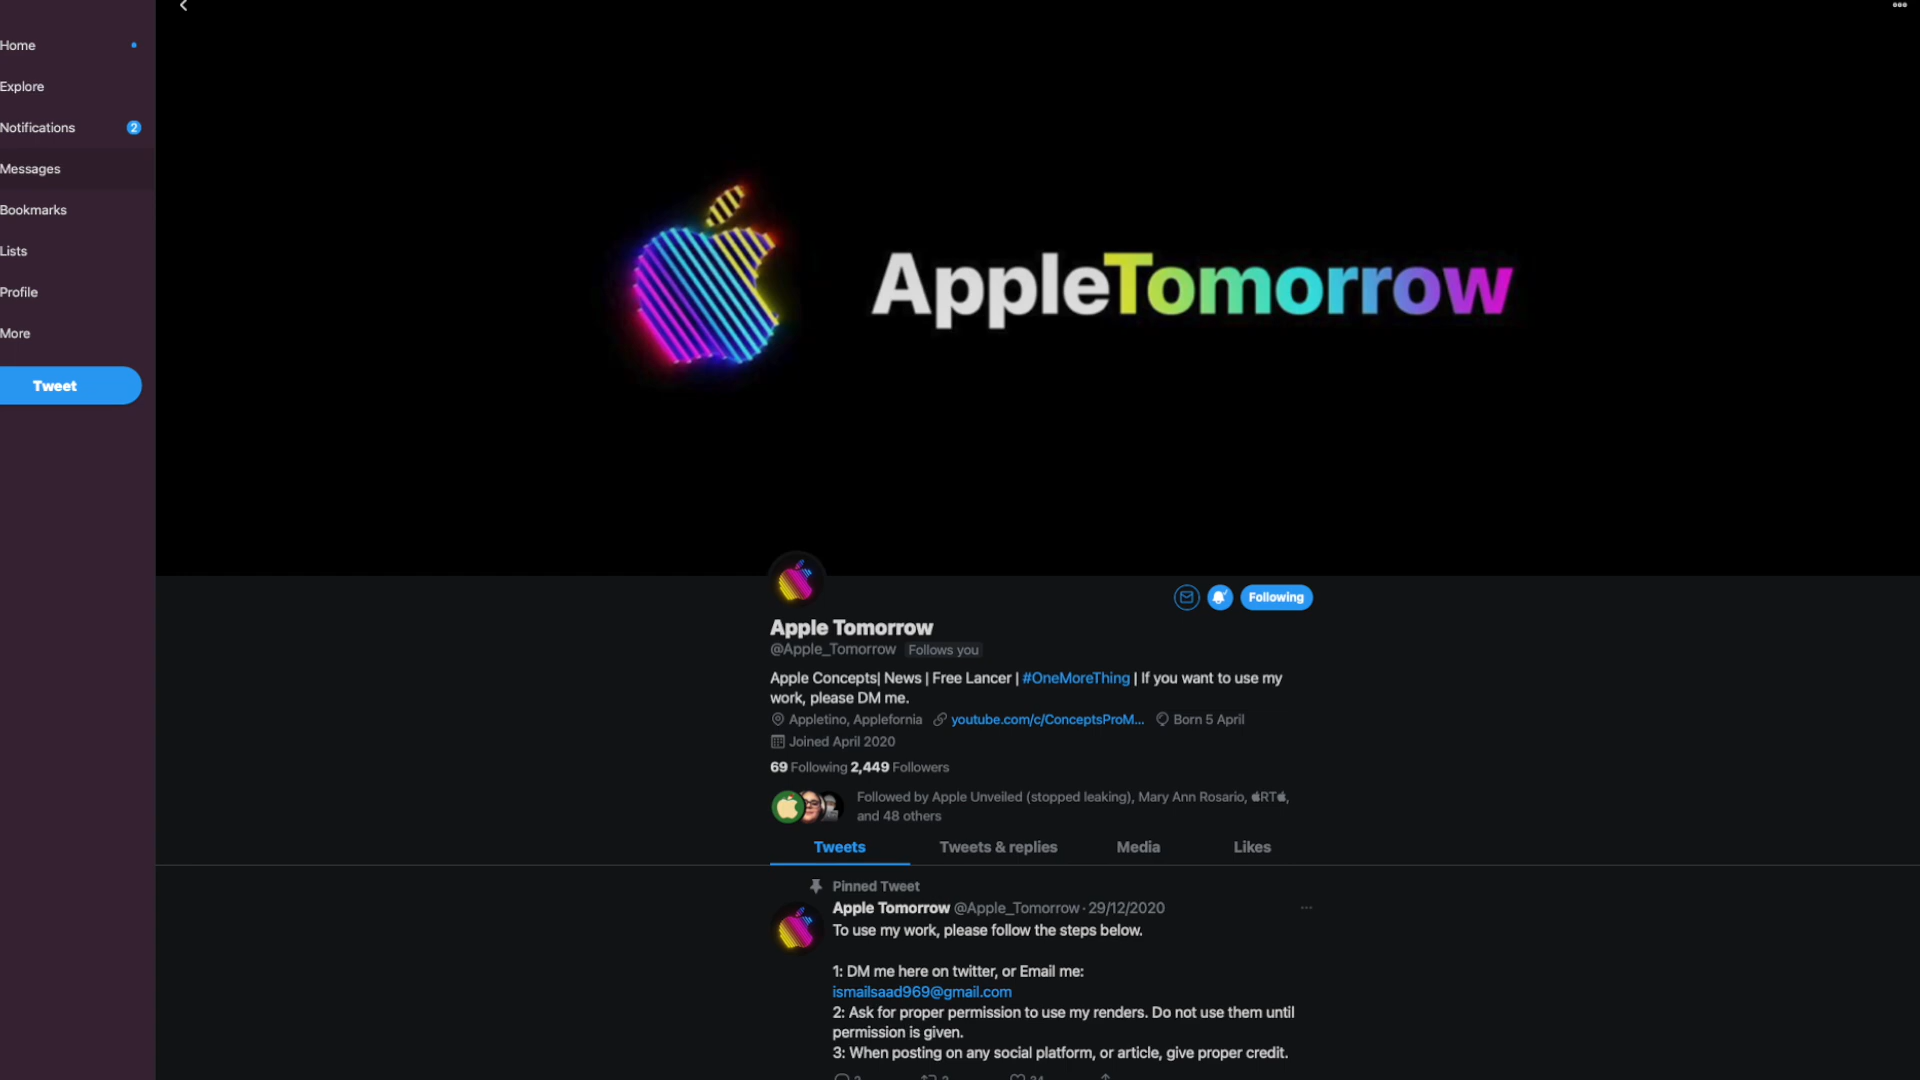 Home
Explore
Notifications 2
Messages
Bookmarks
Lists
Profile
More
Tweet
AppleTomorrow
Following
Apple Tomorrow
@Apple_Tomorrow Follows you
Apple Concepts| News | Free Lancer | #OneMoreThing | If you want to use my
work, please DM me.
Appletino, Applefornia youtube.com/c/ConceptsProM... Born 5 April
Joined April 2020
69 Following 2,449 Followers
Followed by Apple Unveiled (stopped leaking), Mary Ann Rosario, RT,
and 48 others
Tweets Tweets & replies Media Likes
Pinned Tweet
Apple Tomorrow @Apple_Tomorrow · 29/12/2020
To use my work, please follow the steps below.
1: DM me here on twitter, or Email me:
ismailsaad969@gmail.com
2: Ask for proper permission to use my renders. Do not use them until
permission is given.
3: When posting on any social platform, or article, give proper credit.